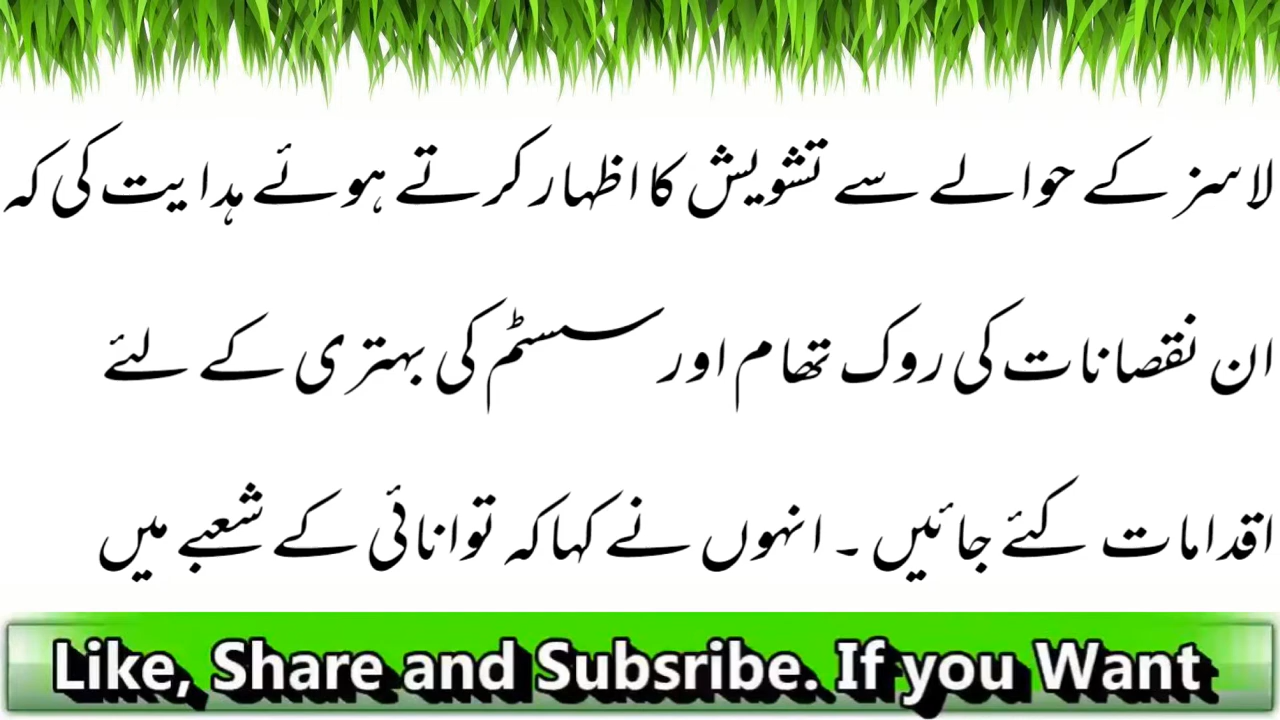 لاسز کے حوالے سے تشویش کا اظہار کرتے ہوئے ہدایت کی کہ
ان نقصانات کی روک تھام اور سسٹم کی بہتری کے لئے
اقدامات کئے جائیں ۔ انہوں نے کہا کہ توانائی کے شعبے میں
Like, Share and Subsribe. If you Want